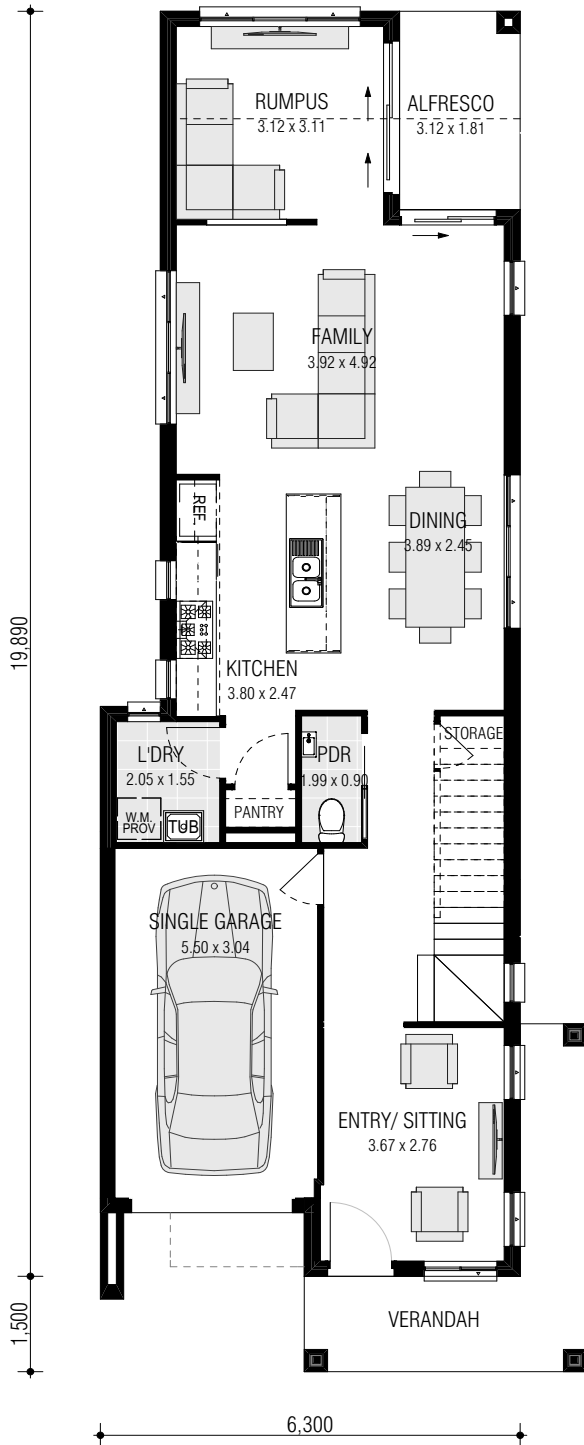 RUMPUS
3.12 x 3.11
ALFRESCO
3.12 x 1.81
FAMILY
3.92 x 4.92
REF.
DINING
3.89 x 2.45
19,890
KITCHEN
3.80 x 2.47
L'DRY
2.05 x 1.55
W.M.
PROV
TUB
PANTRY
PDR
1.99 x 0.90
STORAGE
SINGLE GARAGE
5.50 x 3.04
ENTRY/ SITTING
3.67 x 2.76
1,500
VERANDAH
6,300